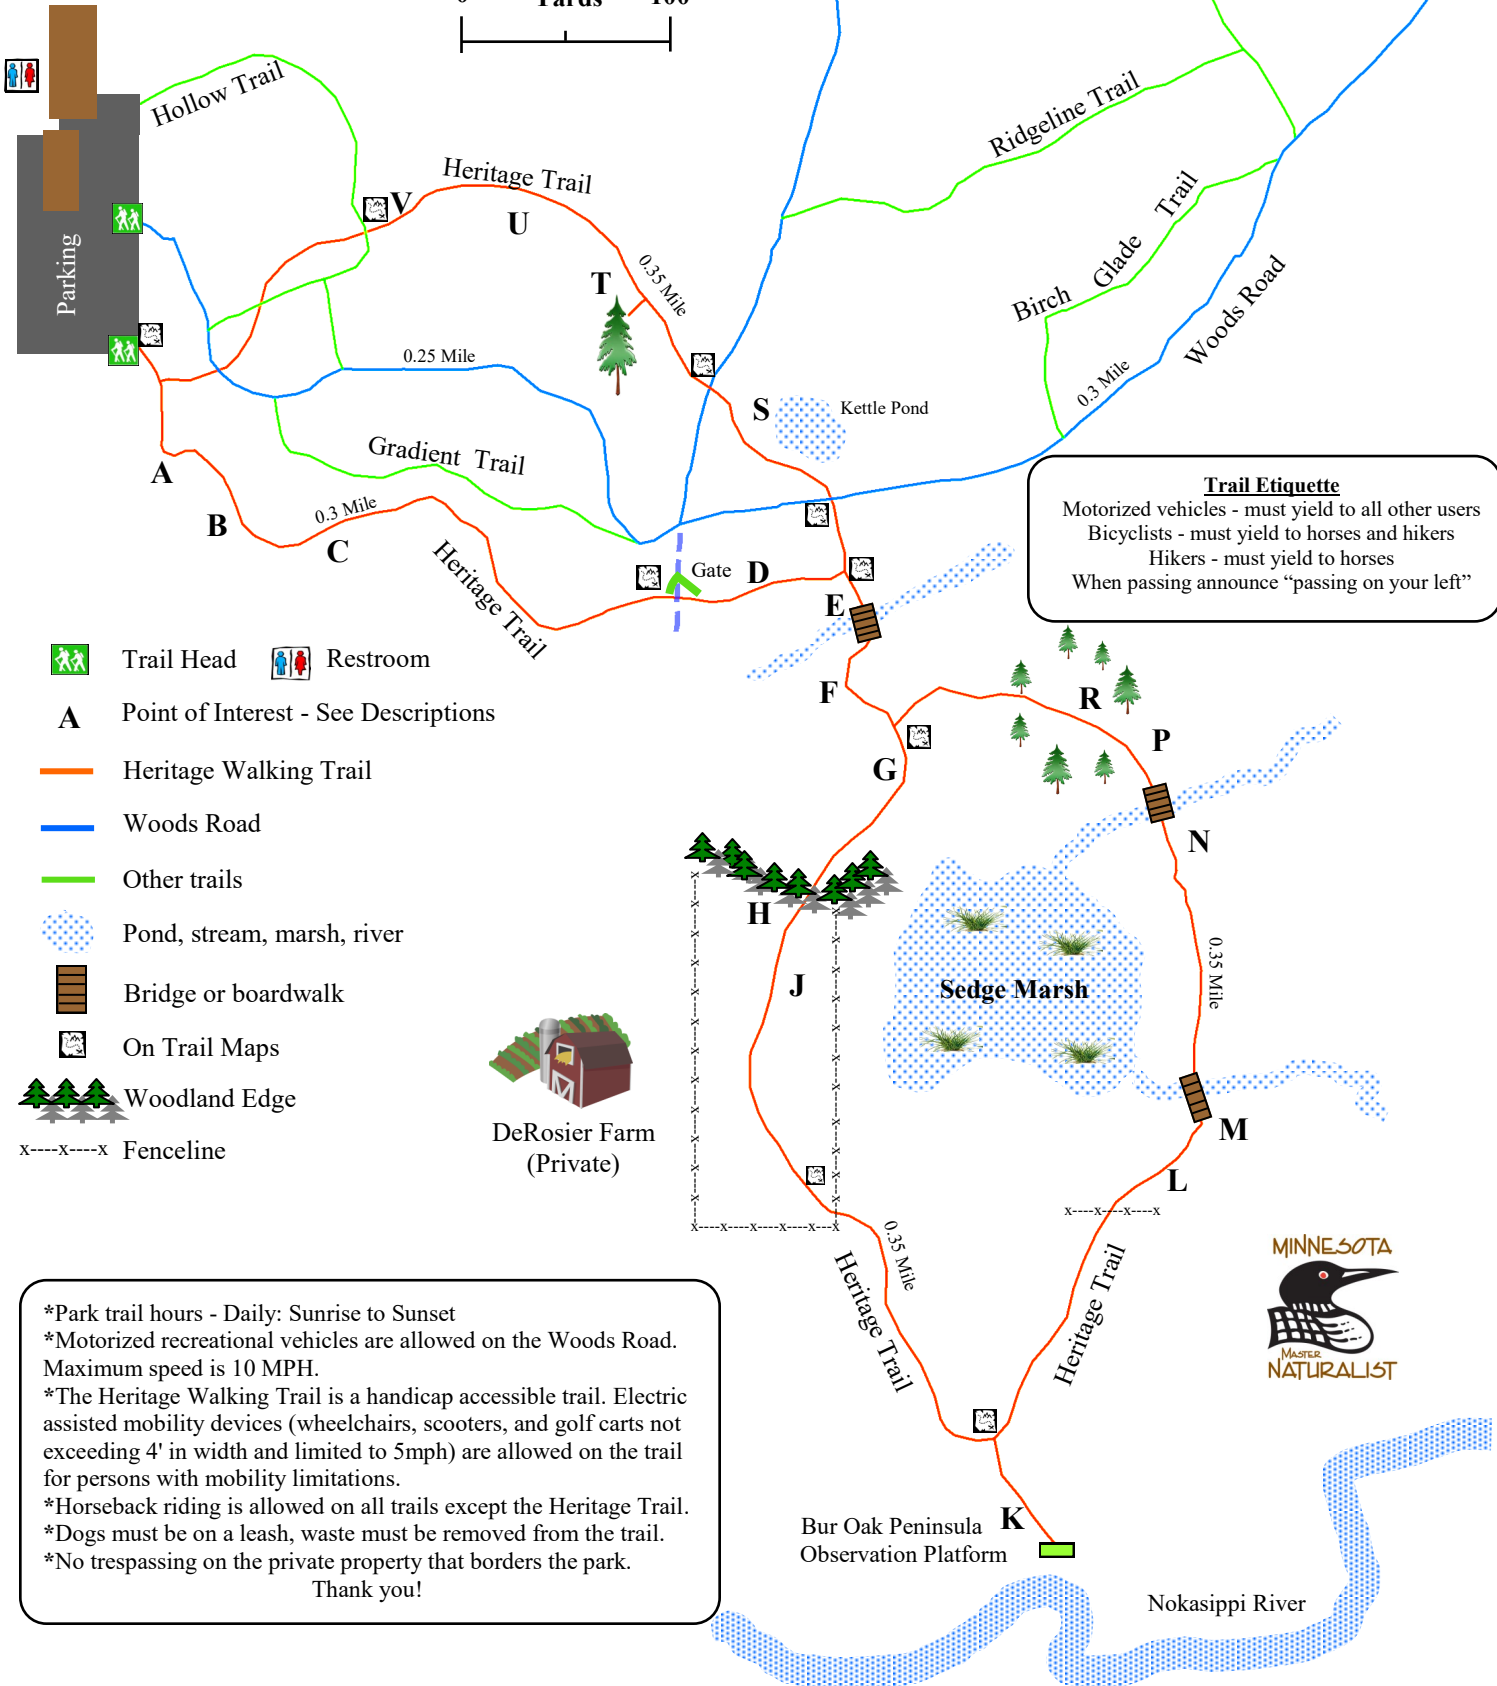 0 Yards 100
Hollow Trail
Heritage Trail
V
U
T
0.35 Mile
Ridgeline Trail
Birch Glade Trail
Woods Road
0.3 Mile
Parking
0.25 Mile
S
Kettle Pond
A
Gradient Trail
B
0.3 Mile
C
Heritage Trail
Gate
D
E
F
G
R
P
N
H
J
Sedge Marsh
0.35 Mile
M
L
x----x----x----x
Trail Etiquette
Motorized vehicles - must yield to all other users
Bicyclists - must yield to horses and hikers
Hikers - must yield to horses
When passing announce “passing on your left”
Trail Head
Restroom
A
Point of Interest - See Descriptions
Heritage Walking Trail
Woods Road
Other trails
Pond, stream, marsh, river
Bridge or boardwalk
On Trail Maps
Woodland Edge
x----x----x Fenceline
DeRosier Farm
(Private)
x----x----x----x----x---x
0.35 Mile
Heritage Trail
Heritage Trail
MINNESOTA
MASTER
NATURALIST
*Park trail hours - Daily: Sunrise to Sunset
*Motorized recreational vehicles are allowed on the Woods Road.
Maximum speed is 10 MPH.
*The Heritage Walking Trail is a handicap accessible trail. Electric
assisted mobility devices (wheelchairs, scooters, and golf carts not
exceeding 4' in width and limited to 5mph) are allowed on the trail
for persons with mobility limitations.
*Horseback riding is allowed on all trails except the Heritage Trail.
*Dogs must be on a leash, waste must be removed from the trail.
*No trespassing on the private property that borders the park.
Thank you!
K
Bur Oak Peninsula
Observation Platform
Nokasippi River